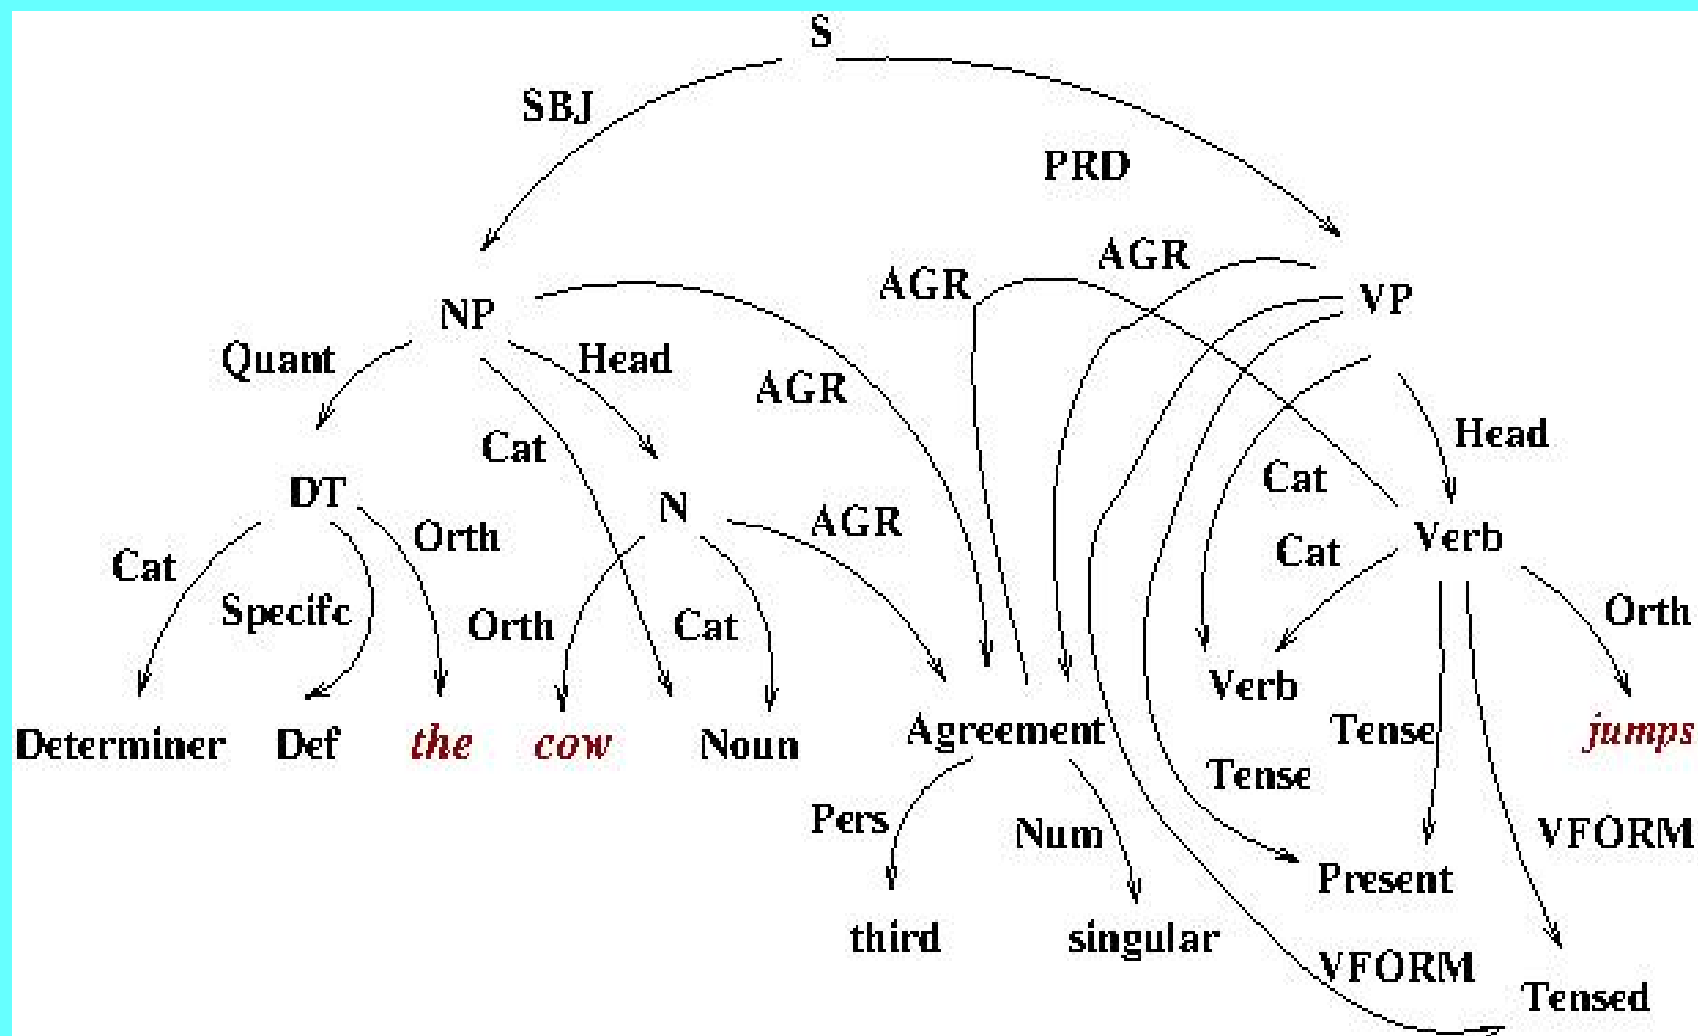 S
SBJ
PRD
AGR
AGR
NP
VP
Quant
Head
AGR
Cat
Head
DT
N
Cat
Orth
AGR
Verb
Cat
Cat
Specifc
Orth
Cat
Orth
Verb
Determiner
Def
the
cow
Noun
Agreement
Tense
jumps
Tense
Pers
Num
VFORM
Present
third
singular
VFORM
Tensed